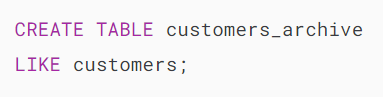 CREATE TABLE customers_archive
LIKE customers;